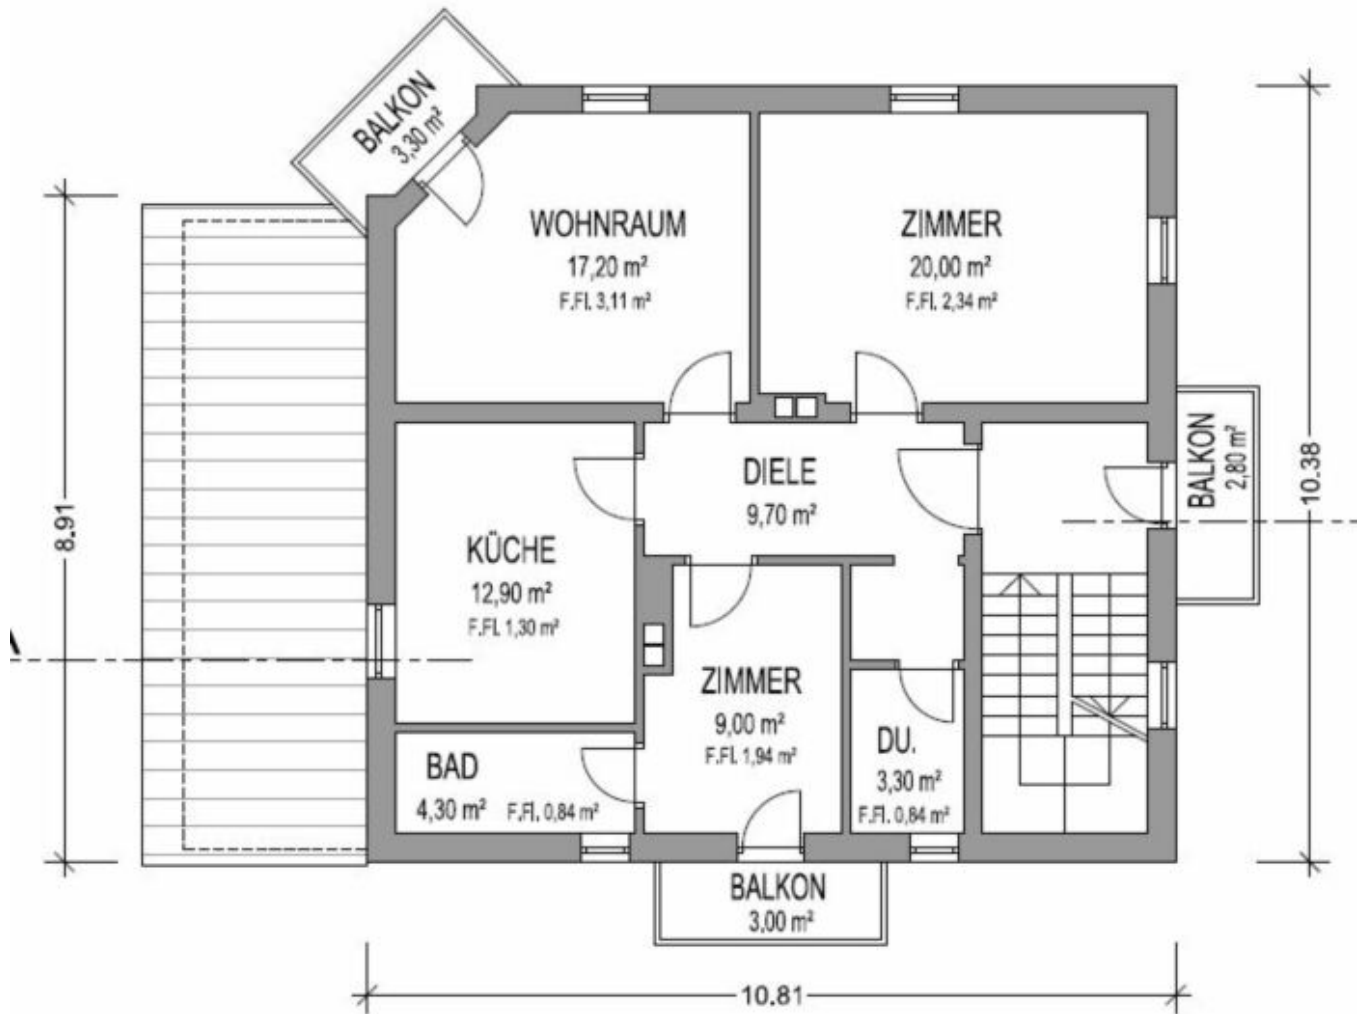 BALKON
3,30 m²
WOHNRAUM
17,20 m²
F.Fl. 3,11 m²
ZIMMER
20,00 m²
F.Fl. 2,34 m²
BALKON
2,80 m²
10.38
8.91
DIELE
9,70 m²
KÜCHE
12,90 m²
F.Fl. 1,30 m²
ZIMMER
9,00 m²
F.Fl. 1,94 m²
BAD
4,30 m²
F.Fl. 0,84 m²
DU.
3,30 m²
F.Fl. 0,84 m²
BALKON
3,00 m²
10.81